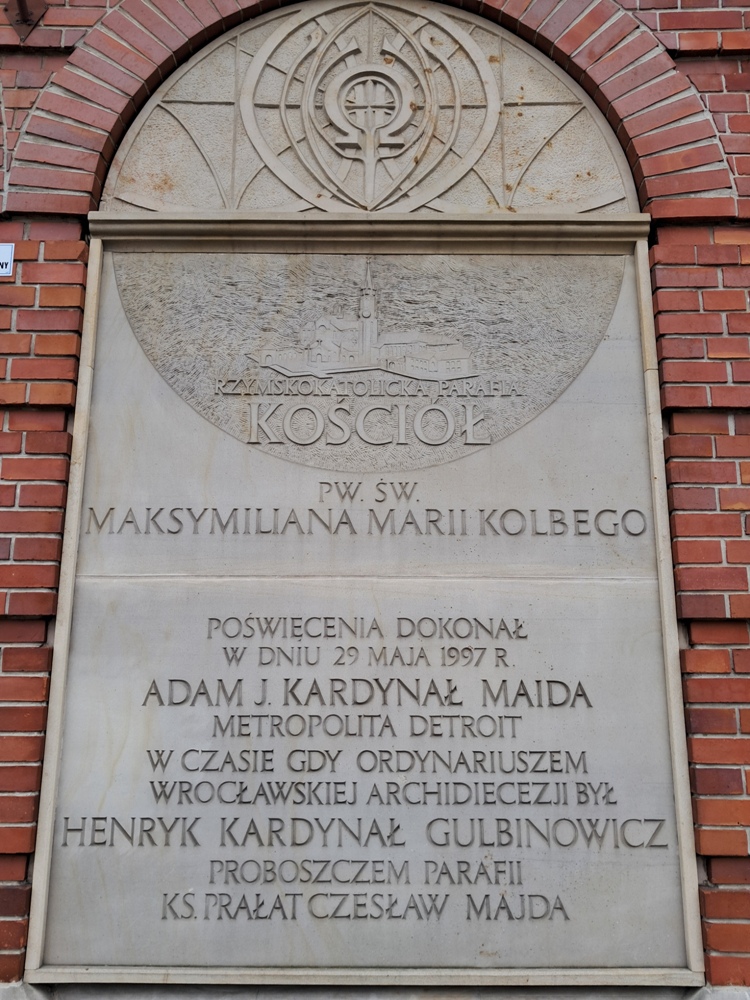 NY
RZYMSKOKATOLICKA PARAFIA
KOŚCIÓŁ
PW. ŚW.
MAKSYMILIANA MARII KOLBEGO
POŚWIĘCENIA DOKONAŁ
W DNIU 29 MAJA 1997 R.
ADAM J. KARDYNAŁ MAIDA
METROPOLITA DETROIT
W CZASIE GDY ORDYNARIUSZEM
WROCŁAWSKIEJ ARCHIDIECEZJI BYŁ
HENRYK KARDYNAŁ GULBINOWICZ
PROBOSZCZEM PARAFII
KS. PRAŁAT CZESŁAW MAJDA